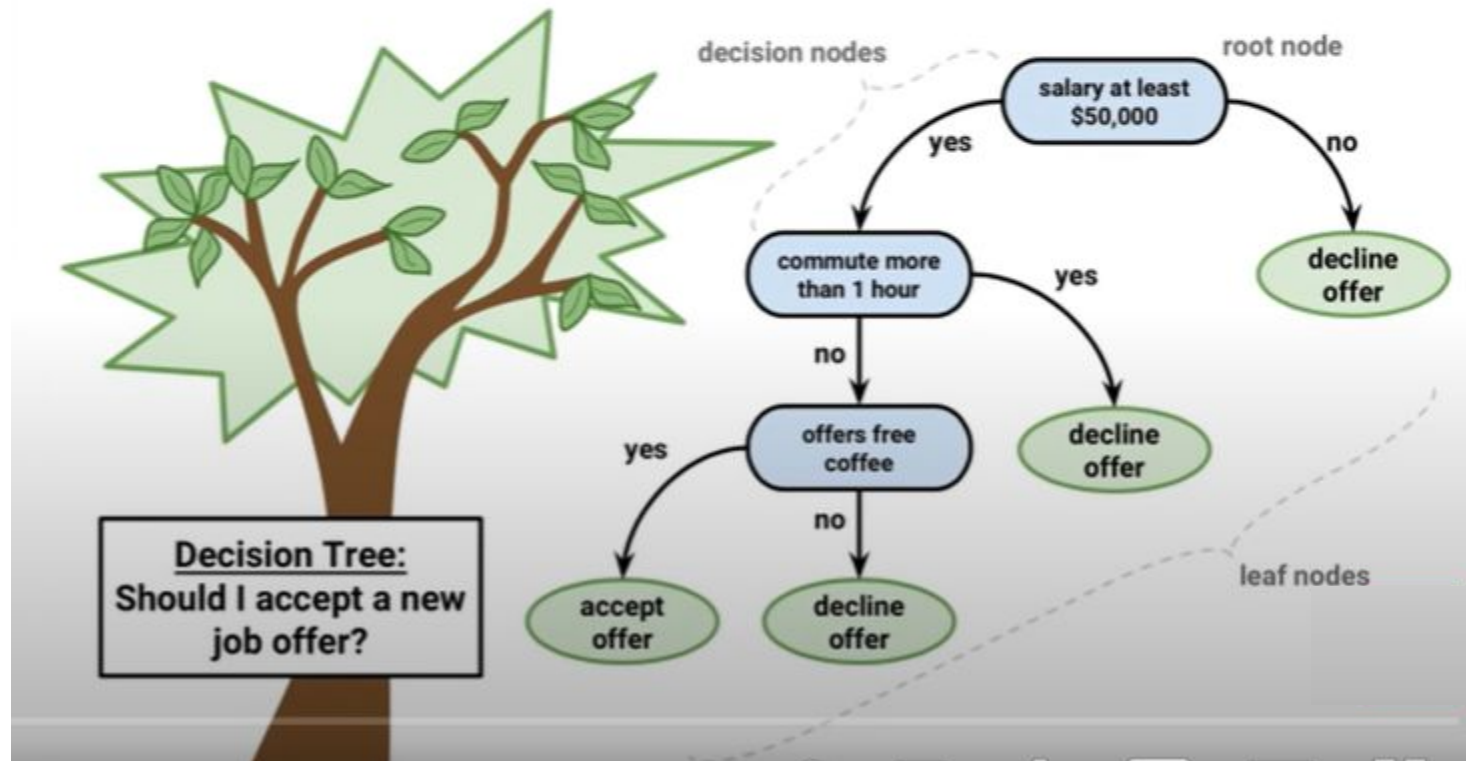 decision nodes
root node
salary at least
$50,000
yes
no
commute more
than 1 hour
yes
decline
offer
no
offers free
coffee
decline
offer
yes
no
leaf nodes
accept
offer
decline
offer
Decision Tree:
Should I accept a new
job offer?